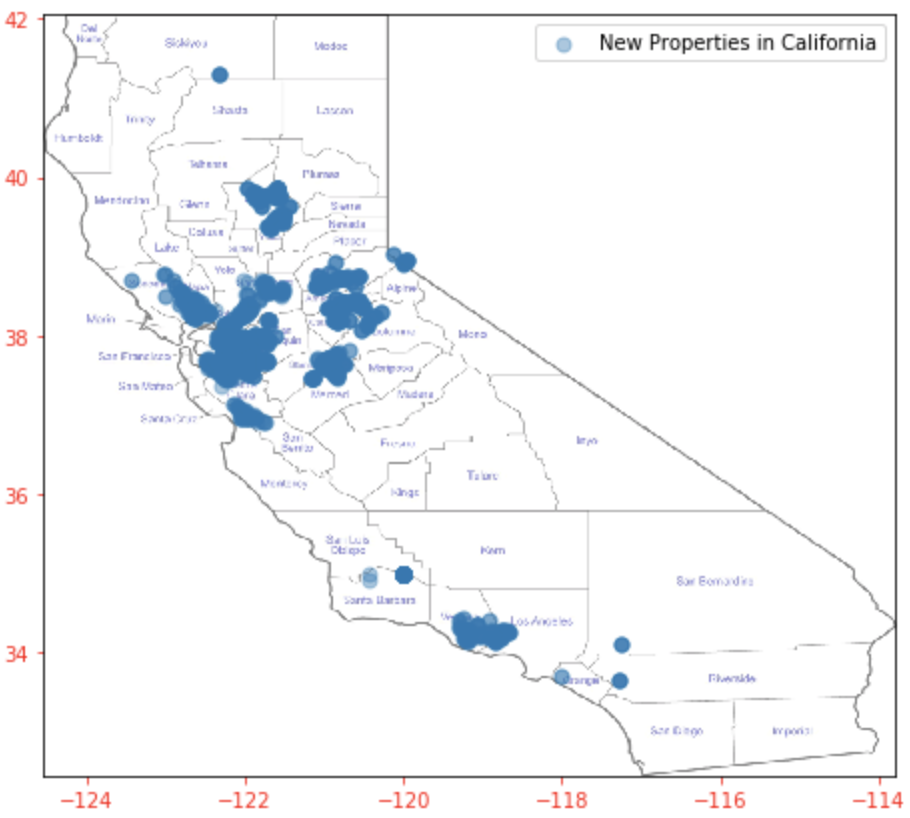 42
40
38
36
34
New Properties in California
Del
Norte
Siskiyou
Modoc
Trinity
Shasta
Lassen
Humboldt
Tehama
Plumas
Mendocino
Glenn
Sierra
Nevada
Placer
Colusa
Lake
Yolo
Alpine
Marin
Mono
San Francisco
Mariposa
San Mateo
Merced
Madera
Santa Cruz
San
Benito
Fresno
Inyo
Monterey
Kings
Tulare
San Luis
Obispo
Kern
San Bernardino
Santa Barbara
Los Angeles
Orange
Riverside
San Diego
Imperial
−124
−122
−120
−118
−116
−114